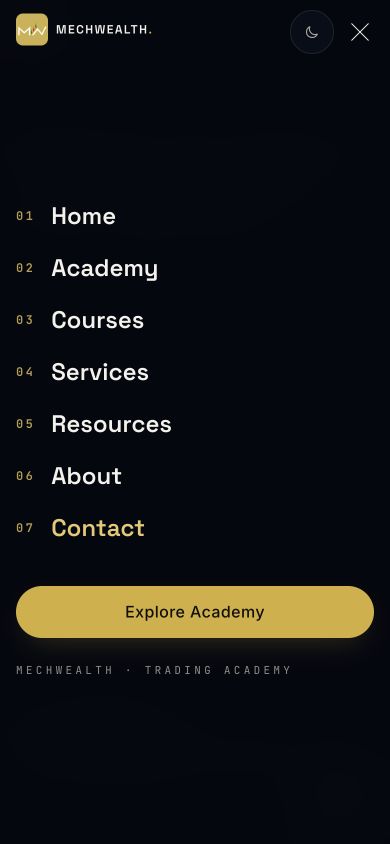 MW MECHWEALTH.
01 Home
02 Academy
03 Courses
04 Services
05 Resources
06 About
07 Contact
Explore Academy
MECHWEALTH · TRADING ACADEMY